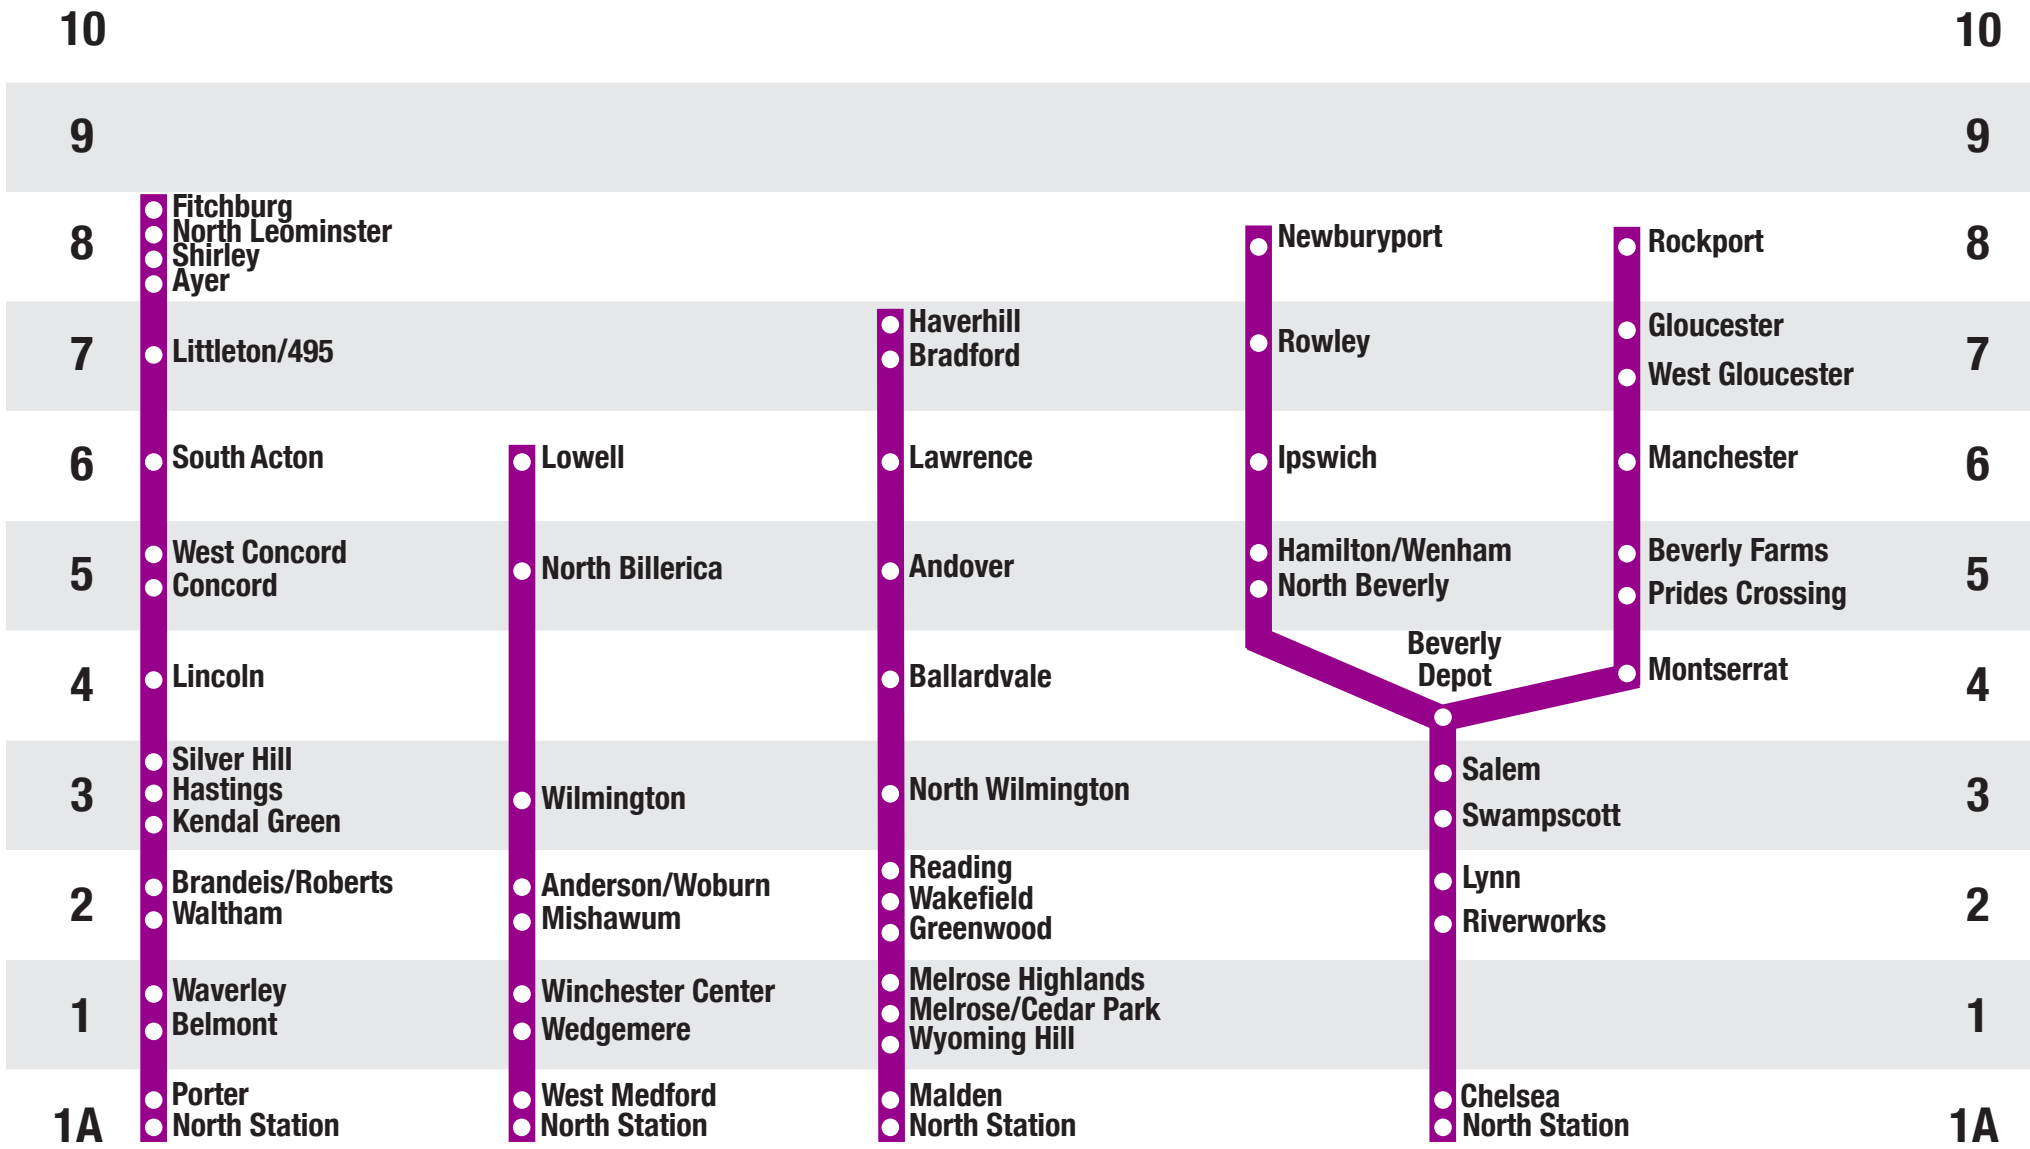 10
10
9
9
8
Fitchburg
North Leominster
Shirley
Ayer
Newburyport
Rockport
8
7
Littleton/495
Haverhill
Bradford
Rowley
Gloucester
West Gloucester
7
6
South Acton
Lowell
Lawrence
Ipswich
Manchester
6
5
West Concord
Concord
North Billerica
Andover
Hamilton/Wenham
North Beverly
Beverly Farms
Prides Crossing
5
4
Lincoln
Ballardvale
Beverly
Depot
Montserrat
4
3
Silver Hill
Hastings
Kendal Green
Wilmington
North Wilmington
Salem
Swampscott
3
2
Brandeis/Roberts
Waltham
Anderson/Woburn
Mishawum
Reading
Wakefield
Greenwood
Lynn
Riverworks
2
1
Waverley
Belmont
Winchester Center
Wedgemere
Melrose Highlands
Melrose/Cedar Park
Wyoming Hill
1
1A
Porter
North Station
West Medford
North Station
Malden
North Station
Chelsea
North Station
1A